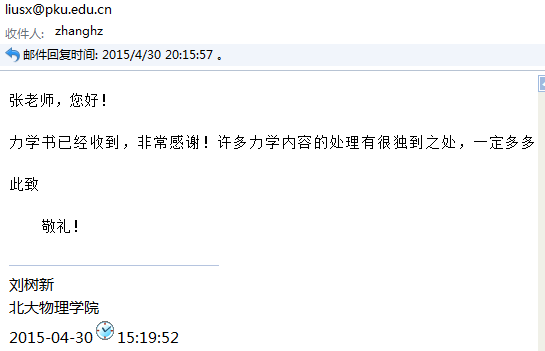 liusx@pku.edu.cn
收件人: zhanghz
邮件回复时间: 2015/4/30 20:15:57 。
张老师，您好！
力学书已经收到，非常感谢！许多力学内容的处理有很独到之处，一定多多
此致
敬礼！
刘树新
北大物理学院
2015-04-30 15:19:52